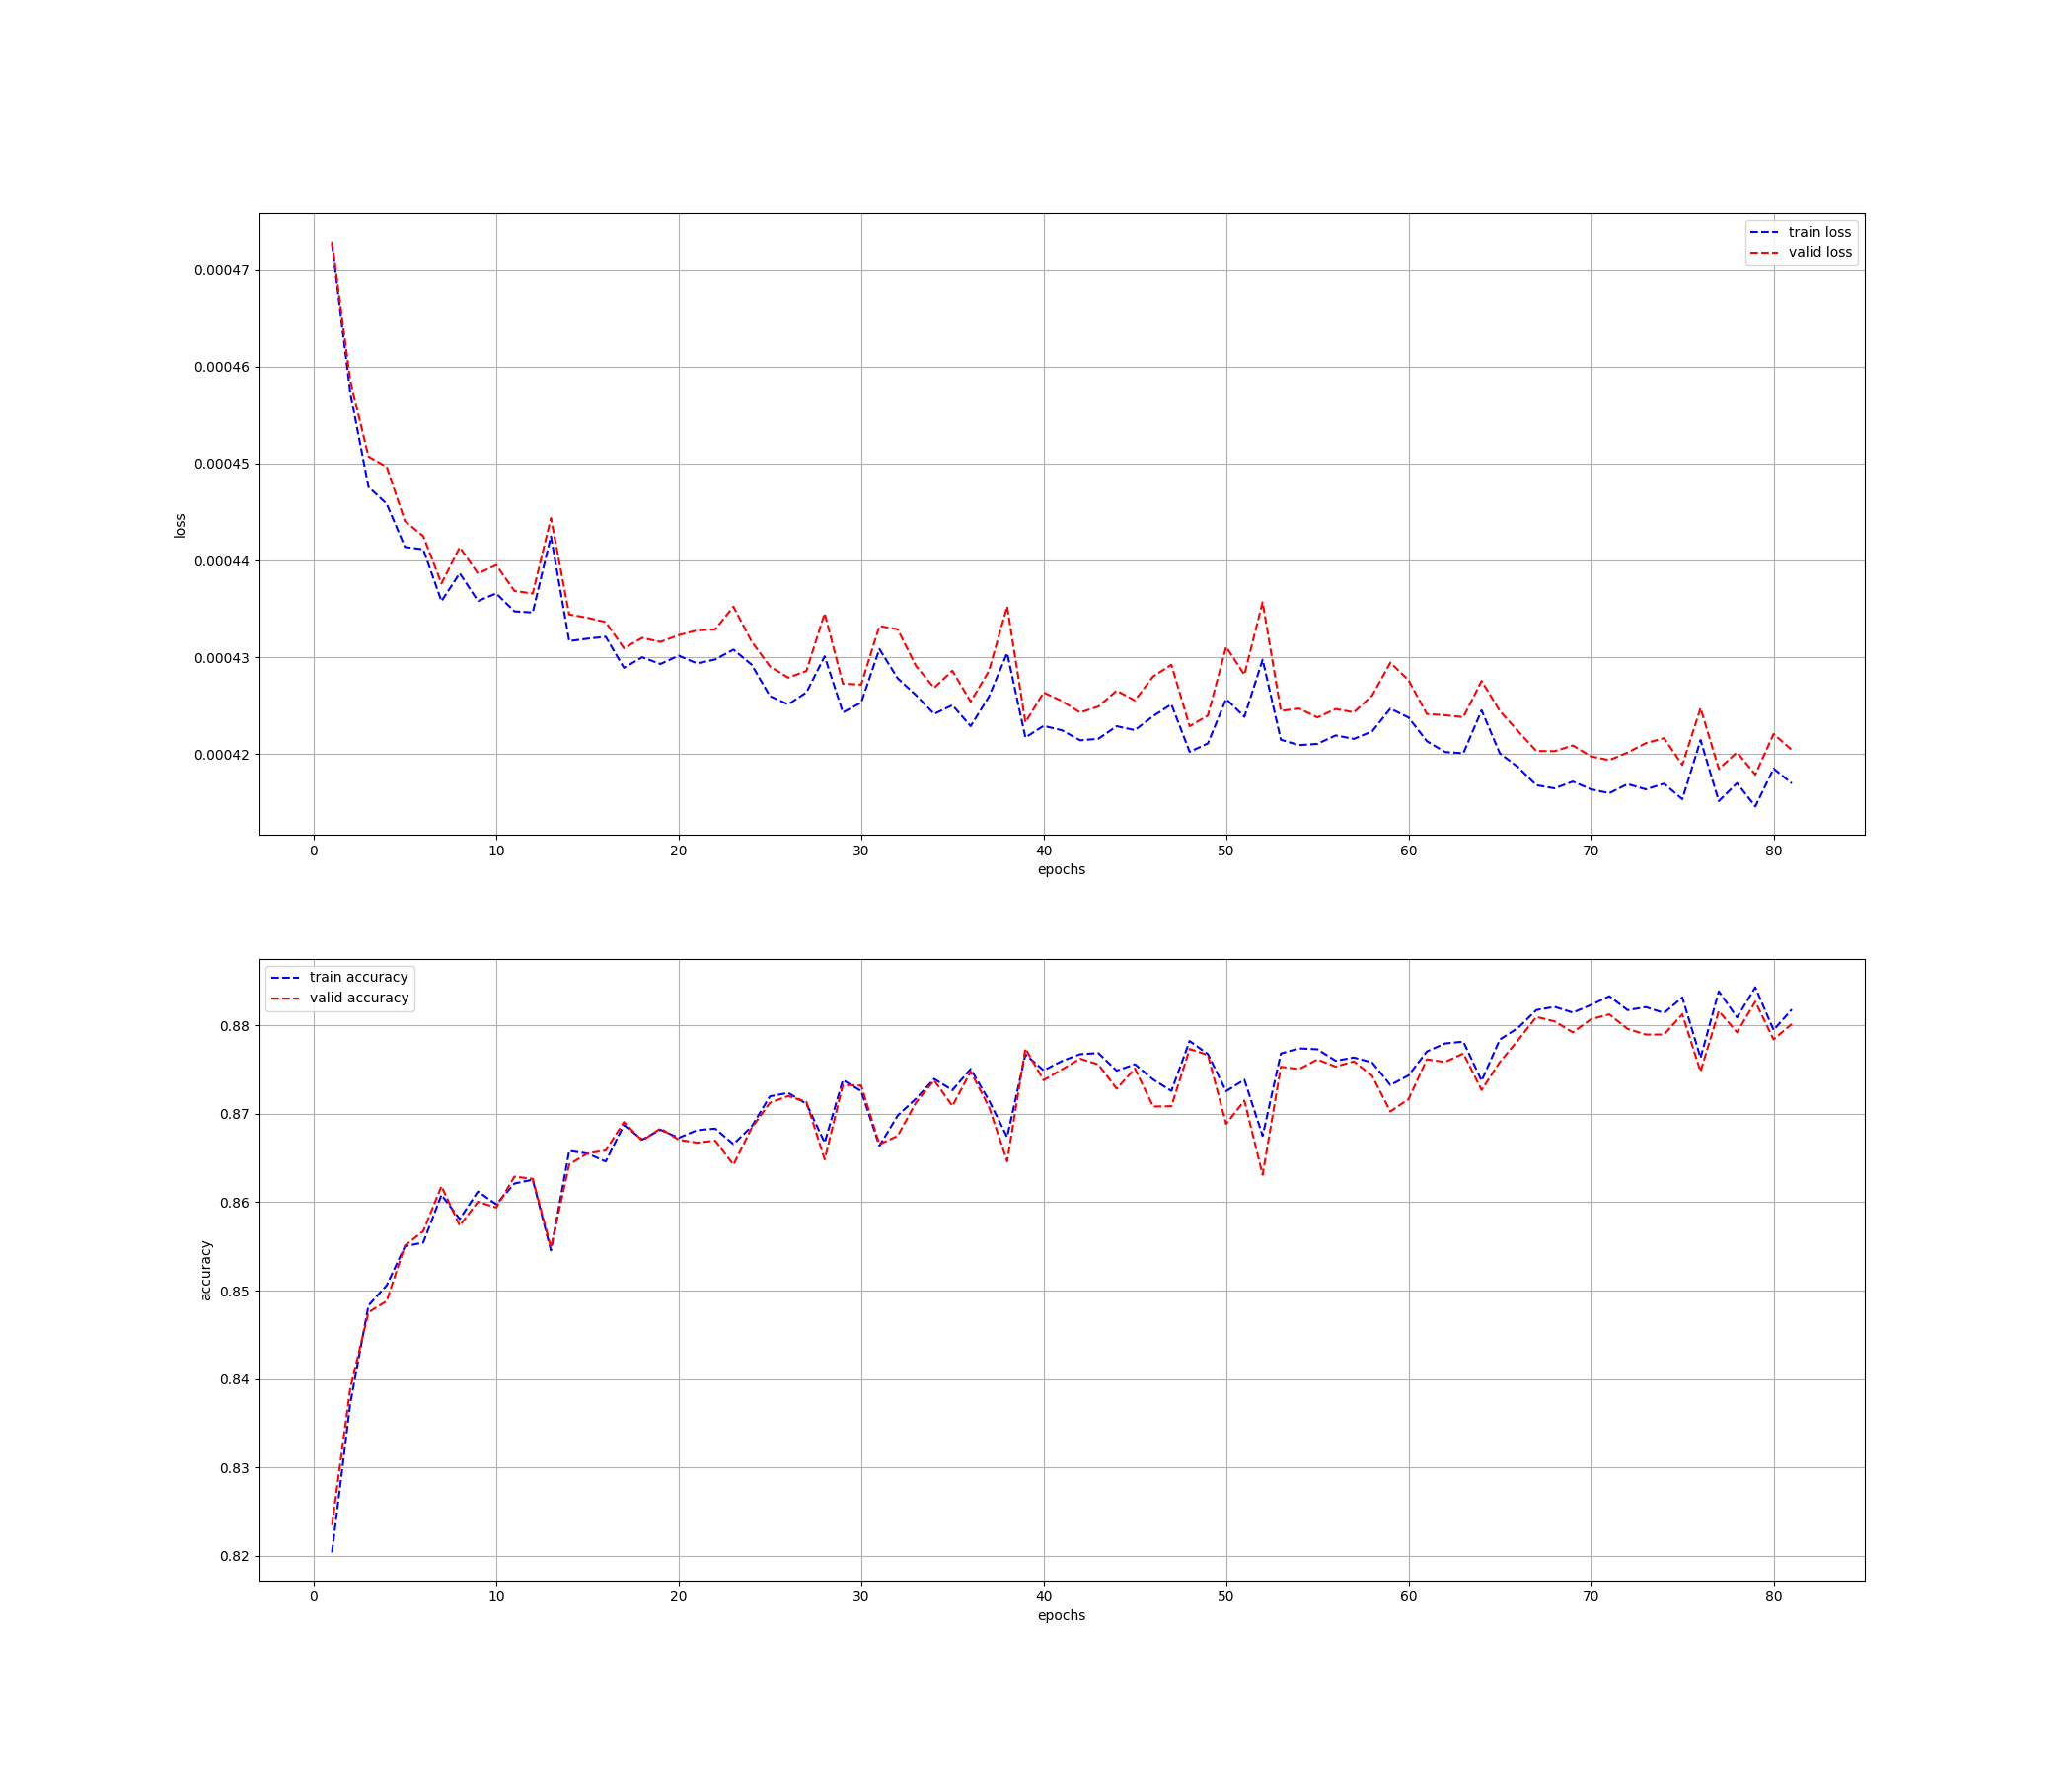 train loss
valid loss
0.00047
0.00046
0.00045
0.00044
0.00043
0.00042
loss
0 10 20 30 40 50 60 70 80
epochs
train accuracy
valid accuracy
0.88
0.87
0.86
0.85
0.84
0.83
0.82
accuracy
0 10 20 30 40 50 60 70 80
epochs